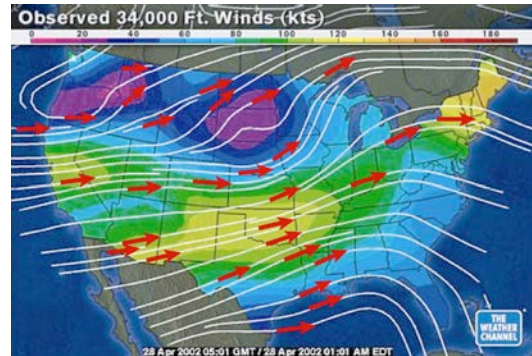 Observed 34,000 Ft. Winds (kts)
0 20 40 60 80 100 120 140 160 180
THE
WEATHER
CHANNEL
28 Apr 2002 05:01 GMT / 28 Apr 2002 01:01 AM EDT